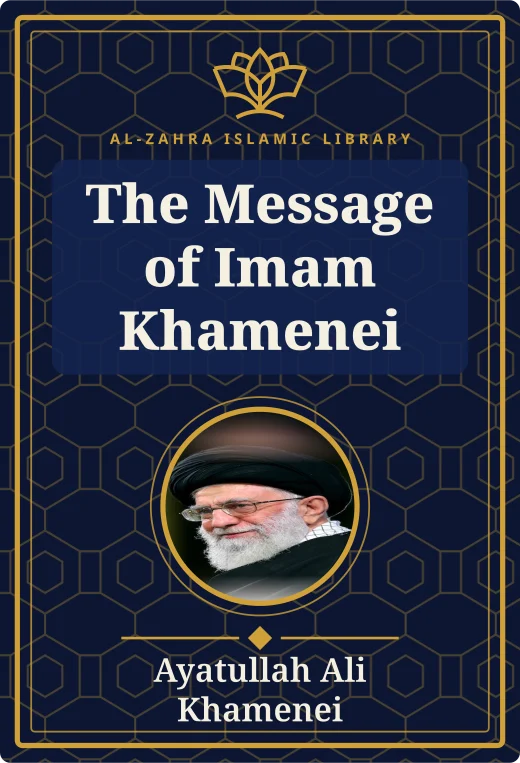 AL-ZAHRA ISLAMIC LIBRARY
The Message
of Imam
Khamenei
Ayatullah Ali
Khamenei